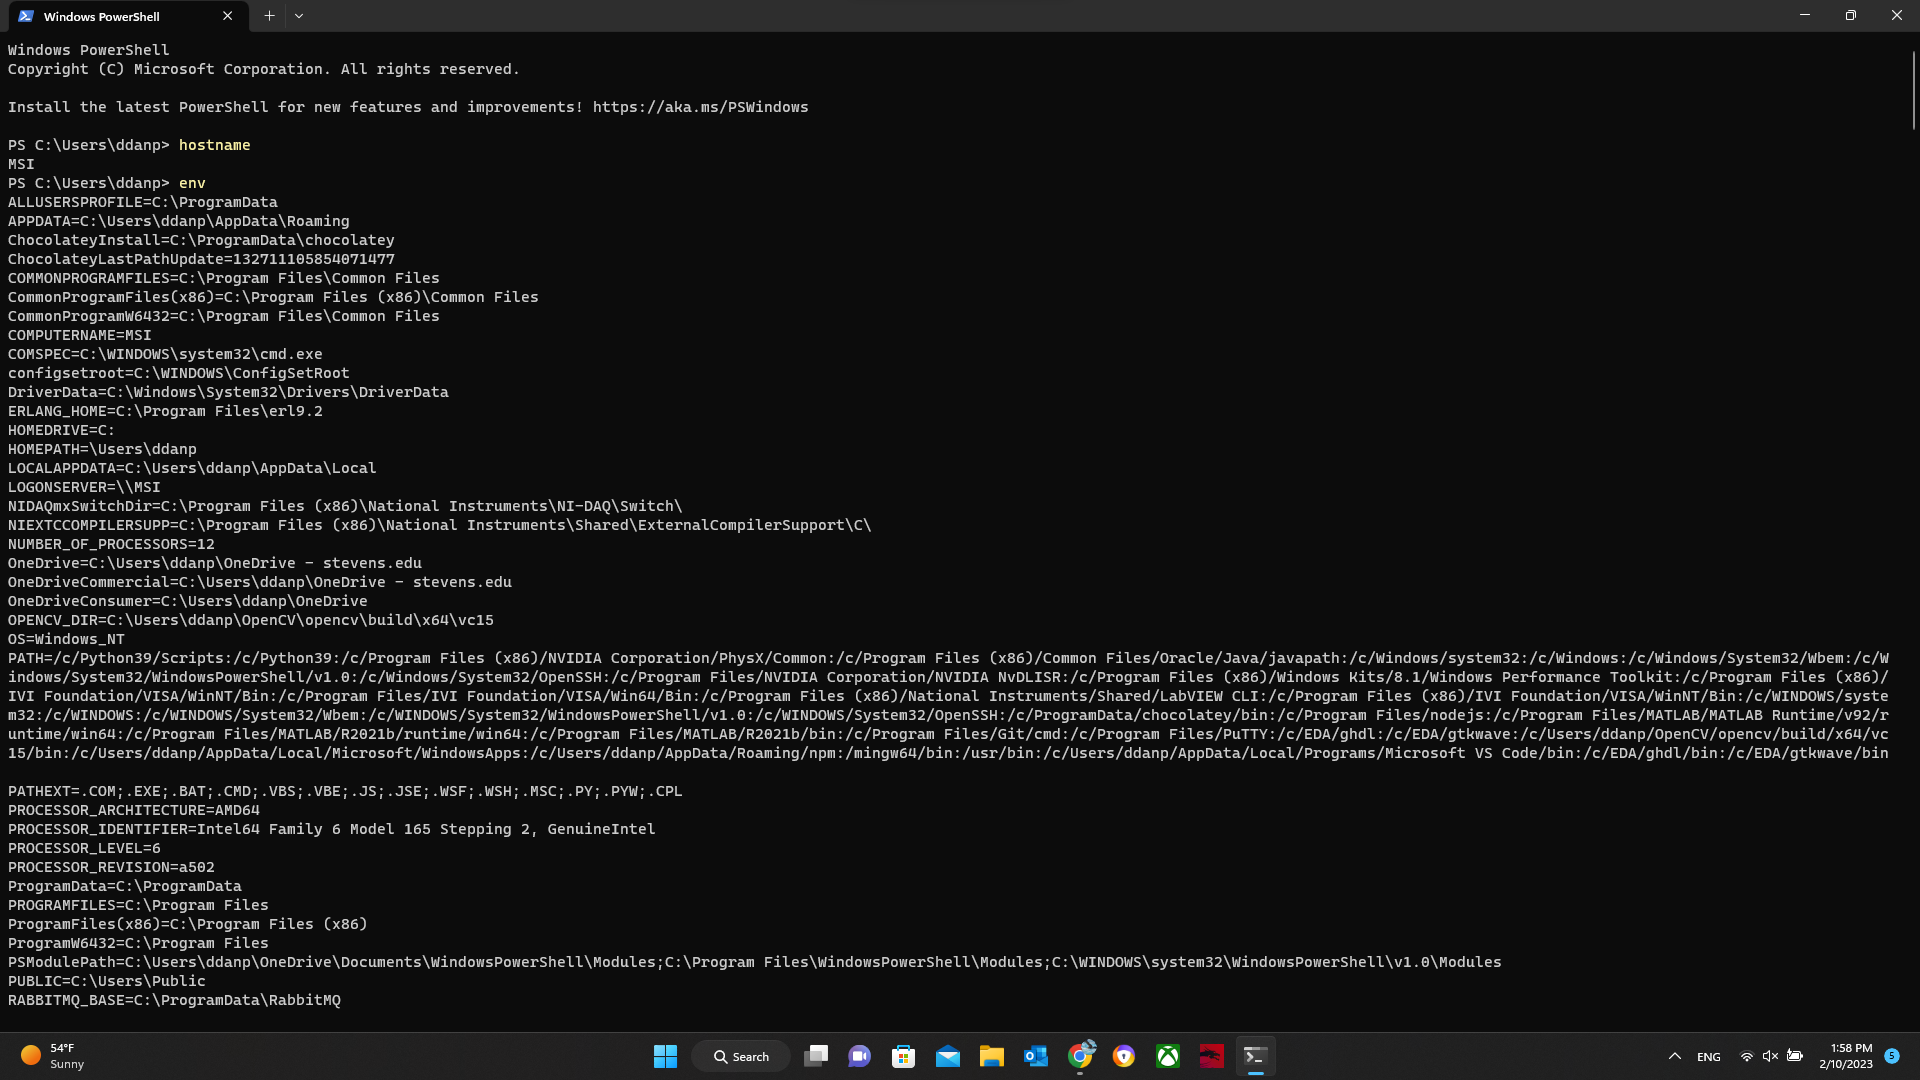 Windows PowerShell
Windows PowerShell
Copyright (C) Microsoft Corporation. All rights reserved.
Install the latest PowerShell for new features and improvements! https://aka.ms/PSWindows
PS C:\Users\ddanp> hostname
MSI
PS C:\Users\ddanp> env
ALLUSERSPROFILE=C:\ProgramData
APPDATA=C:\Users\ddanp\AppData\Roaming
ChocolateyInstall=C:\ProgramData\chocolatey
ChocolateyLastPathUpdate=132711105854071477
COMMONPROGRAMFILES=C:\Program Files\Common Files
CommonProgramFiles(x86)=C:\Program Files (x86)\Common Files
CommonProgramW6432=C:\Program Files\Common Files
COMPUTERNAME=MSI
COMSPEC=C:\WINDOWS\system32\cmd.exe
configsetroot=C:\WINDOWS\ConfigSetRoot
DriverData=C:\Windows\System32\Drivers\DriverData
ERLANG_HOME=C:\Program Files\erl9.2
HOMEDRIVE=C:
HOMEPATH=\Users\ddanp
LOCALAPPDATA=C:\Users\ddanp\AppData\Local
LOGONSERVER=\\MSI
NIDAQmxSwitchDir=C:\Program Files (x86)\National Instruments\NI-DAQ\Switch\
NIEXTCCOMPILERSUPP=C:\Program Files (x86)\National Instruments\Shared\ExternalCompilerSupport\C\
NUMBER_OF_PROCESSORS=12
OneDrive=C:\Users\ddanp\OneDrive - stevens.edu
OneDriveCommercial=C:\Users\ddanp\OneDrive - stevens.edu
OneDriveConsumer=C:\Users\ddanp\OneDrive
OPENCV_DIR=C:\Users\ddanp\OpenCV\opencv\build\x64\vc15
OS=Windows_NT
PATH=/c/Python39/Scripts:/c/Python39:/c/Program Files (x86)/NVIDIA Corporation/PhysX/Common:/c/Program Files (x86)/Common Files/Oracle/Java/javapath:/c/Windows/system32:/c/Windows:/c/Windows/System32/Wbem:/c/W
indows/System32/WindowsPowerShell/v1.0:/c/Windows/System32/OpenSSH:/c/Program Files/NVIDIA Corporation/NVIDIA NvDLISR:/c/Program Files (x86)/Windows Kits/8.1/Windows Performance Toolkit:/c/Program Files (x86)/
IVI Foundation/VISA/WinNT/Bin:/c/Program Files/IVI Foundation/VISA/Win64/Bin:/c/Program Files (x86)/National Instruments/Shared/LabVIEW CLI:/c/Program Files (x86)/IVI Foundation/VISA/WinNT/Bin:/c/WINDOWS/syste
m32:/c/WINDOWS:/c/WINDOWS/System32/Wbem:/c/WINDOWS/System32/WindowsPowerShell/v1.0:/c/WINDOWS/System32/OpenSSH:/c/ProgramData/chocolatey/bin:/c/Program Files/nodejs:/c/Program Files/MATLAB/MATLAB Runtime/v92/r
untime/win64:/c/Program Files/MATLAB/R2021b/runtime/win64:/c/Program Files/MATLAB/R2021b/bin:/c/Program Files/Git/cmd:/c/Program Files/PuTTY:/c/EDA/ghdl:/c/EDA/gtkwave:/c/Users/ddanp/OpenCV/opencv/build/x64/vc
15/bin:/c/Users/ddanp/AppData/Local/Microsoft/WindowsApps:/c/Users/ddanp/AppData/Roaming/npm:/mingw64/bin:/usr/bin:/c/Users/ddanp/AppData/Local/Programs/Microsoft VS Code/bin:/c/EDA/ghdl/bin:/c/EDA/gtkwave/bin
PATHEXT=.COM;.EXE;.BAT;.CMD;.VBS;.VBE;.JS;.JSE;.WSF;.WSH;.MSC;.PY;.PYW;.CPL
PROCESSOR_ARCHITECTURE=AMD64
PROCESSOR_IDENTIFIER=Intel64 Family 6 Model 165 Stepping 2, GenuineIntel
PROCESSOR_LEVEL=6
PROCESSOR_REVISION=a502
ProgramData=C:\ProgramData
PROGRAMFILES=C:\Program Files
ProgramFiles(x86)=C:\Program Files (x86)
ProgramW6432=C:\Program Files
PSModulePath=C:\Users\ddanp\OneDrive\Documents\WindowsPowerShell\Modules;C:\Program Files\WindowsPowerShell\Modules;C:\WINDOWS\system32\WindowsPowerShell\v1.0\Modules
PUBLIC=C:\Users\Public
RABBITMQ_BASE=C:\ProgramData\RabbitMQ
54°F
Sunny
Search
ENG
1:58 PM
2/10/2023
5